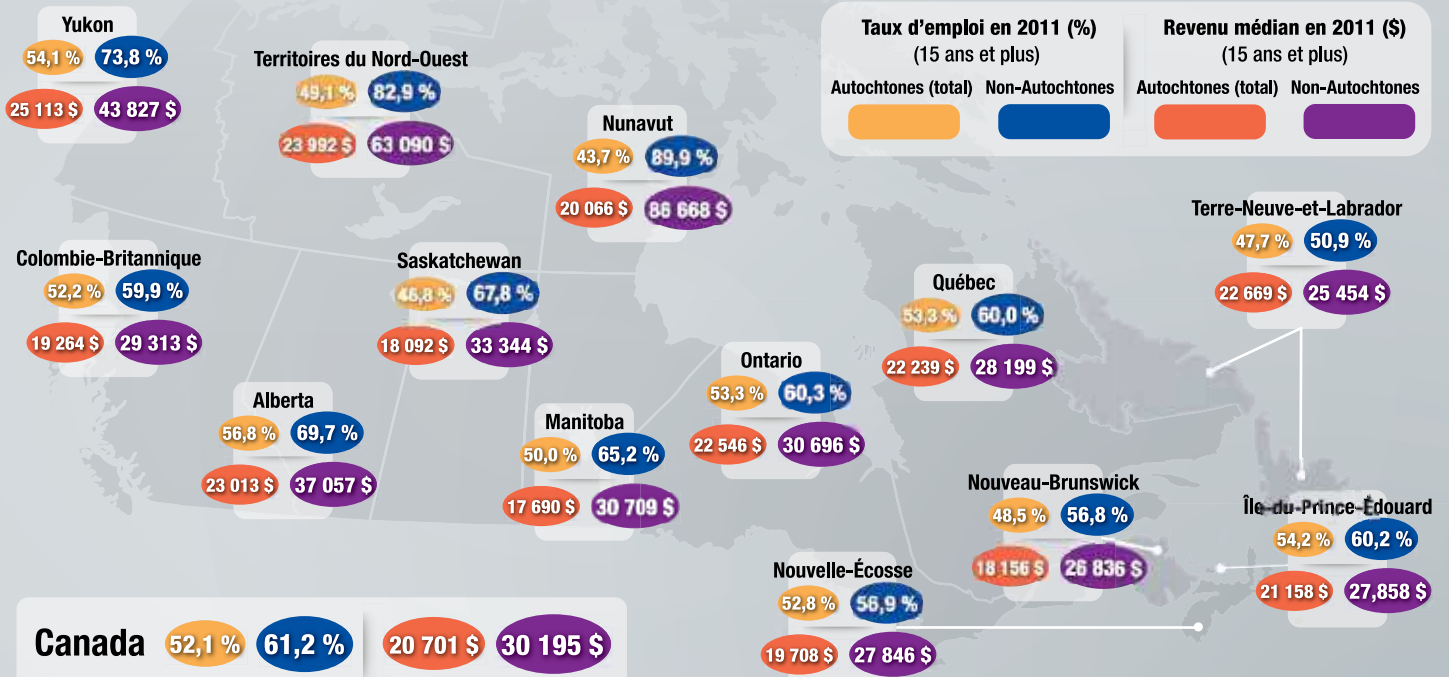 Taux d'emploi en 2011 (%)
(15 ans et plus)
Autochtones (total) Non-Autochtones
Revenu médian en 2011 ($)
(15 ans et plus)
Autochtones (total) Non-Autochtones
Yukon
54,1 % 73,8 %
25 113 $ 43 827 $
Territoires du Nord-Ouest
49,1 % 82,9 %
23 992 $ 63 090 $
Nunavut
43,7 % 89,9 %
20 066 $ 86 668 $
Terre-Neuve-et-Labrador
47,7 % 50,9 %
22 669 $ 25 454 $
Colombie-Britannique
52,2 % 59,9 %
19 264 $ 29 313 $
Saskatchewan
46,8 % 67,8 %
18 092 $ 33 344 $
Québec
53,3 % 60,0 %
22 239 $ 28 199 $
Ontario
53,3 % 60,3 %
22 546 $ 30 696 $
Alberta
56,8 % 69,7 %
23 013 $ 37 057 $
Manitoba
50,0 % 65,2 %
17 690 $ 30 709 $
Nouveau-Brunswick
48,5 % 56,8 %
18 156 $ 26 836 $
Île-du-Prince-Édouard
54,2 % 60,2 %
21 158 $ 27,858 $
Nouvelle-Écosse
52,8 % 56,9 %
19 708 $ 27 846 $
Canada 52,1 % 61,2 % 20 701 $ 30 195 $